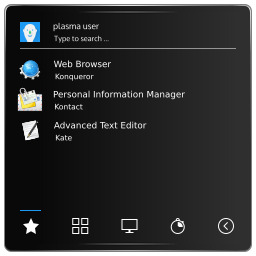 plasma user
Type to search ...
Web Browser
Konqueror
Personal Information Manager
Kontact
Advanced Text Editor
Kate